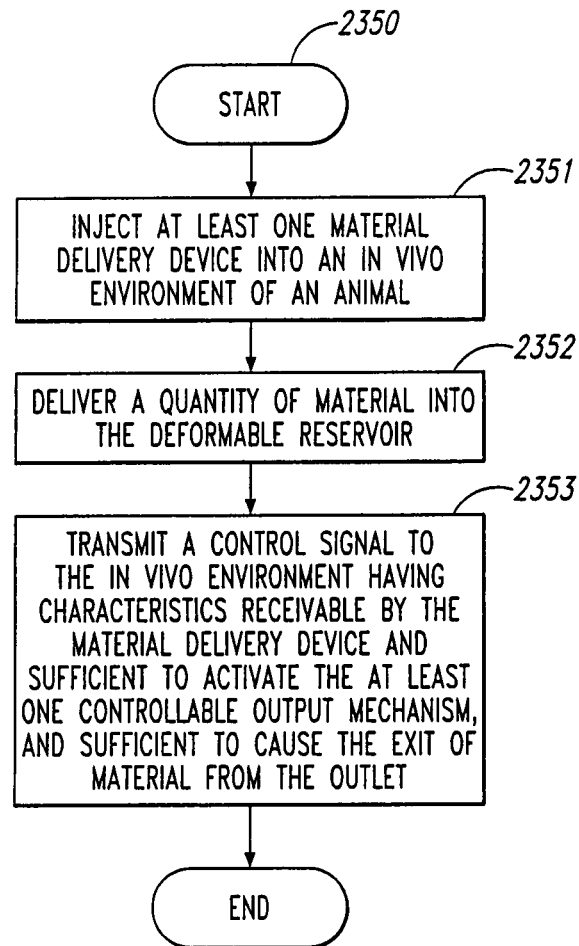 2350
START
2351
INJECT AT LEAST ONE MATERIAL
DELIVERY DEVICE INTO AN IN VIVO
ENVIRONMENT OF AN ANIMAL
2352
DELIVER A QUANTITY OF MATERIAL INTO
THE DEFORMABLE RESERVOIR
2353
TRANSMIT A CONTROL SIGNAL TO
THE IN VIVO ENVIRONMENT HAVING
CHARACTERISTICS RECEIVABLE BY THE
MATERIAL DELIVERY DEVICE AND
SUFFICIENT TO ACTIVATE THE AT LEAST
ONE CONTROLLABLE OUTPUT MECHANISM,
AND SUFFICIENT TO CAUSE THE EXIT OF
MATERIAL FROM THE OUTLET
END